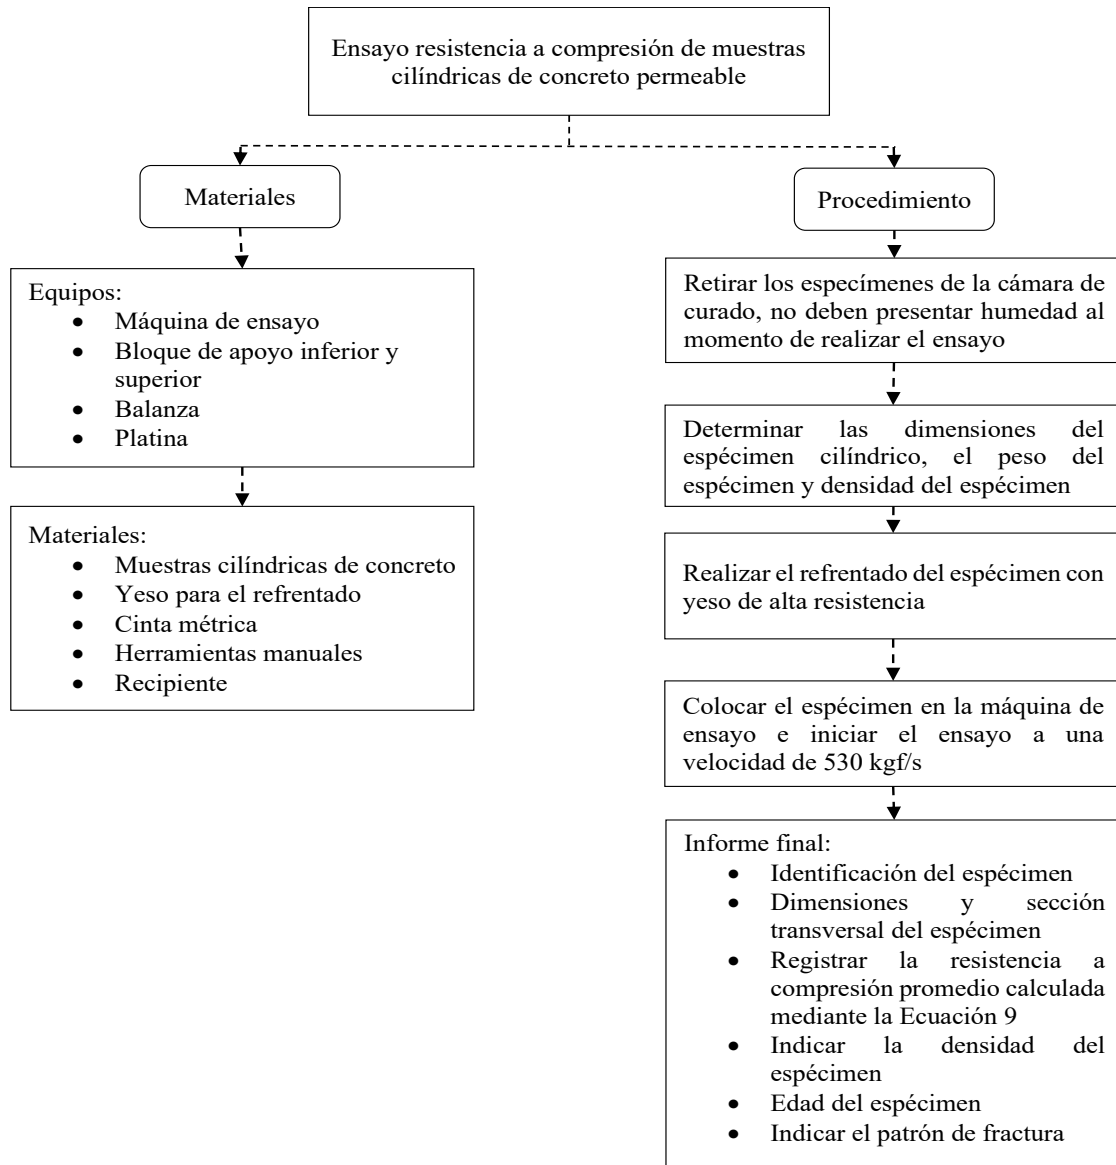 Ensayo resistencia a compresión de muestras
cilíndricas de concreto permeable
Materiales
Equipos:
• Máquina de ensayo
• Bloque de apoyo inferior y
superior
• Balanza
• Platina
Materiales:
• Muestras cilíndricas de concreto
• Yeso para el refrentado
• Cinta métrica
• Herramientas manuales
• Recipiente
Procedimiento
Retirar los especímenes de la cámara de
curado, no deben presentar humedad al
momento de realizar el ensayo
Determinar las dimensiones del
espécimen cilíndrico, el peso del
espécimen y densidad del espécimen
Realizar el refrentado del espécimen con
yeso de alta resistencia
Colocar el espécimen en la máquina de
ensayo e iniciar el ensayo a una
velocidad de 530 kgf/s
Informe final:
• Identificación del espécimen
• Dimensiones y sección
transversal del espécimen
• Registrar la resistencia a
compresión promedio calculada
mediante la Ecuación 9
• Indicar la densidad del
espécimen
• Edad del espécimen
• Indicar el patrón de fractura